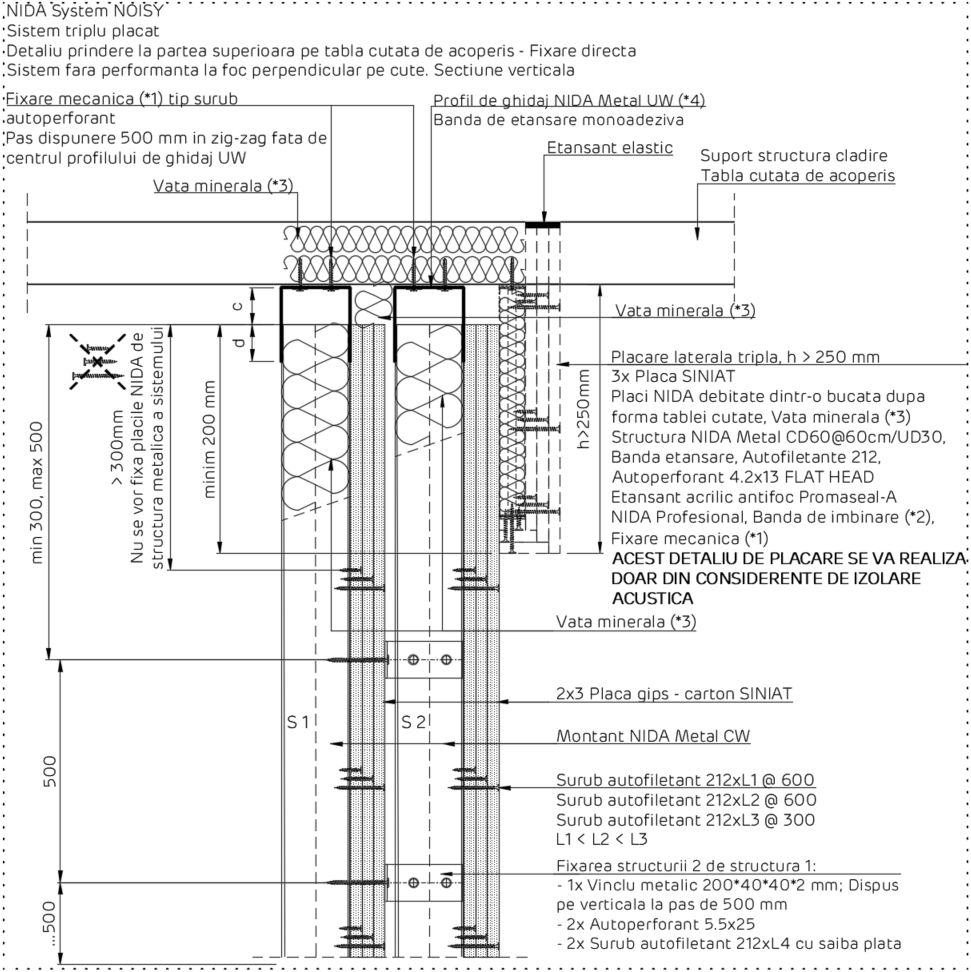 NIDA System NOISY
Sistem triplu placat
Detaliu prindere la partea superioara pe tabla cutata de acoperis - Fixare directa
Sistem fara performanta la foc perpendicular pe cute. Sectiune verticala
Fixare mecanica (*1) tip surub
autoperforant
Pas dispunere 500 mm in zig-zag fata de
centrul profilului de ghidaj UW
Profil de ghidaj NIDA Metal UW (*4)
Banda de etansare monoadeziva
Etansant elastic
Suport structura cladire
Tabla cutata de acoperis
Vata minerala (*3)
c
d
min 300, max 500
> 300mm
Nu se vor fixa placile NIDA de
structura metalica a sistemului
minim 200 mm
h>250mm
Vata minerala (*3)
Placare laterala tripla, h > 250 mm
3x Placa SINIAT
Placi NIDA debitate dintr-o bucata dupa
forma tablei cutate, Vata minerala (*3)
Structura NIDA Metal CD60@60cm/UD30,
Banda etansare, Autofiletante 212,
Autoperforant 4.2x13 FLAT HEAD
Etansant acrilic antifoc Promaseal-A
NIDA Profesional, Banda de imbinare (*2),
Fixare mecanica (*1)
ACEST DETALIU DE PLACARE SE VA REALIZA
DOAR DIN CONSIDERENTE DE IZOLARE
ACUSTICA
Vata minerala (*3)
2x3 Placa gips - carton SINIAT
S 1
S 2
Montant NIDA Metal CW
500
Surub autofiletant 212xL1 @ 600
Surub autofiletant 212xL2 @ 600
Surub autofiletant 212xL3 @ 300
L1 < L2 < L3
Fixarea structurii 2 de structura 1:
- 1x Vinclu metalic 200*40*40*2 mm; Dispus
pe verticala la pas de 500 mm
- 2x Autoperforant 5.5x25
- 2x Surub autofiletant 212xL4 cu saiba plata
...500